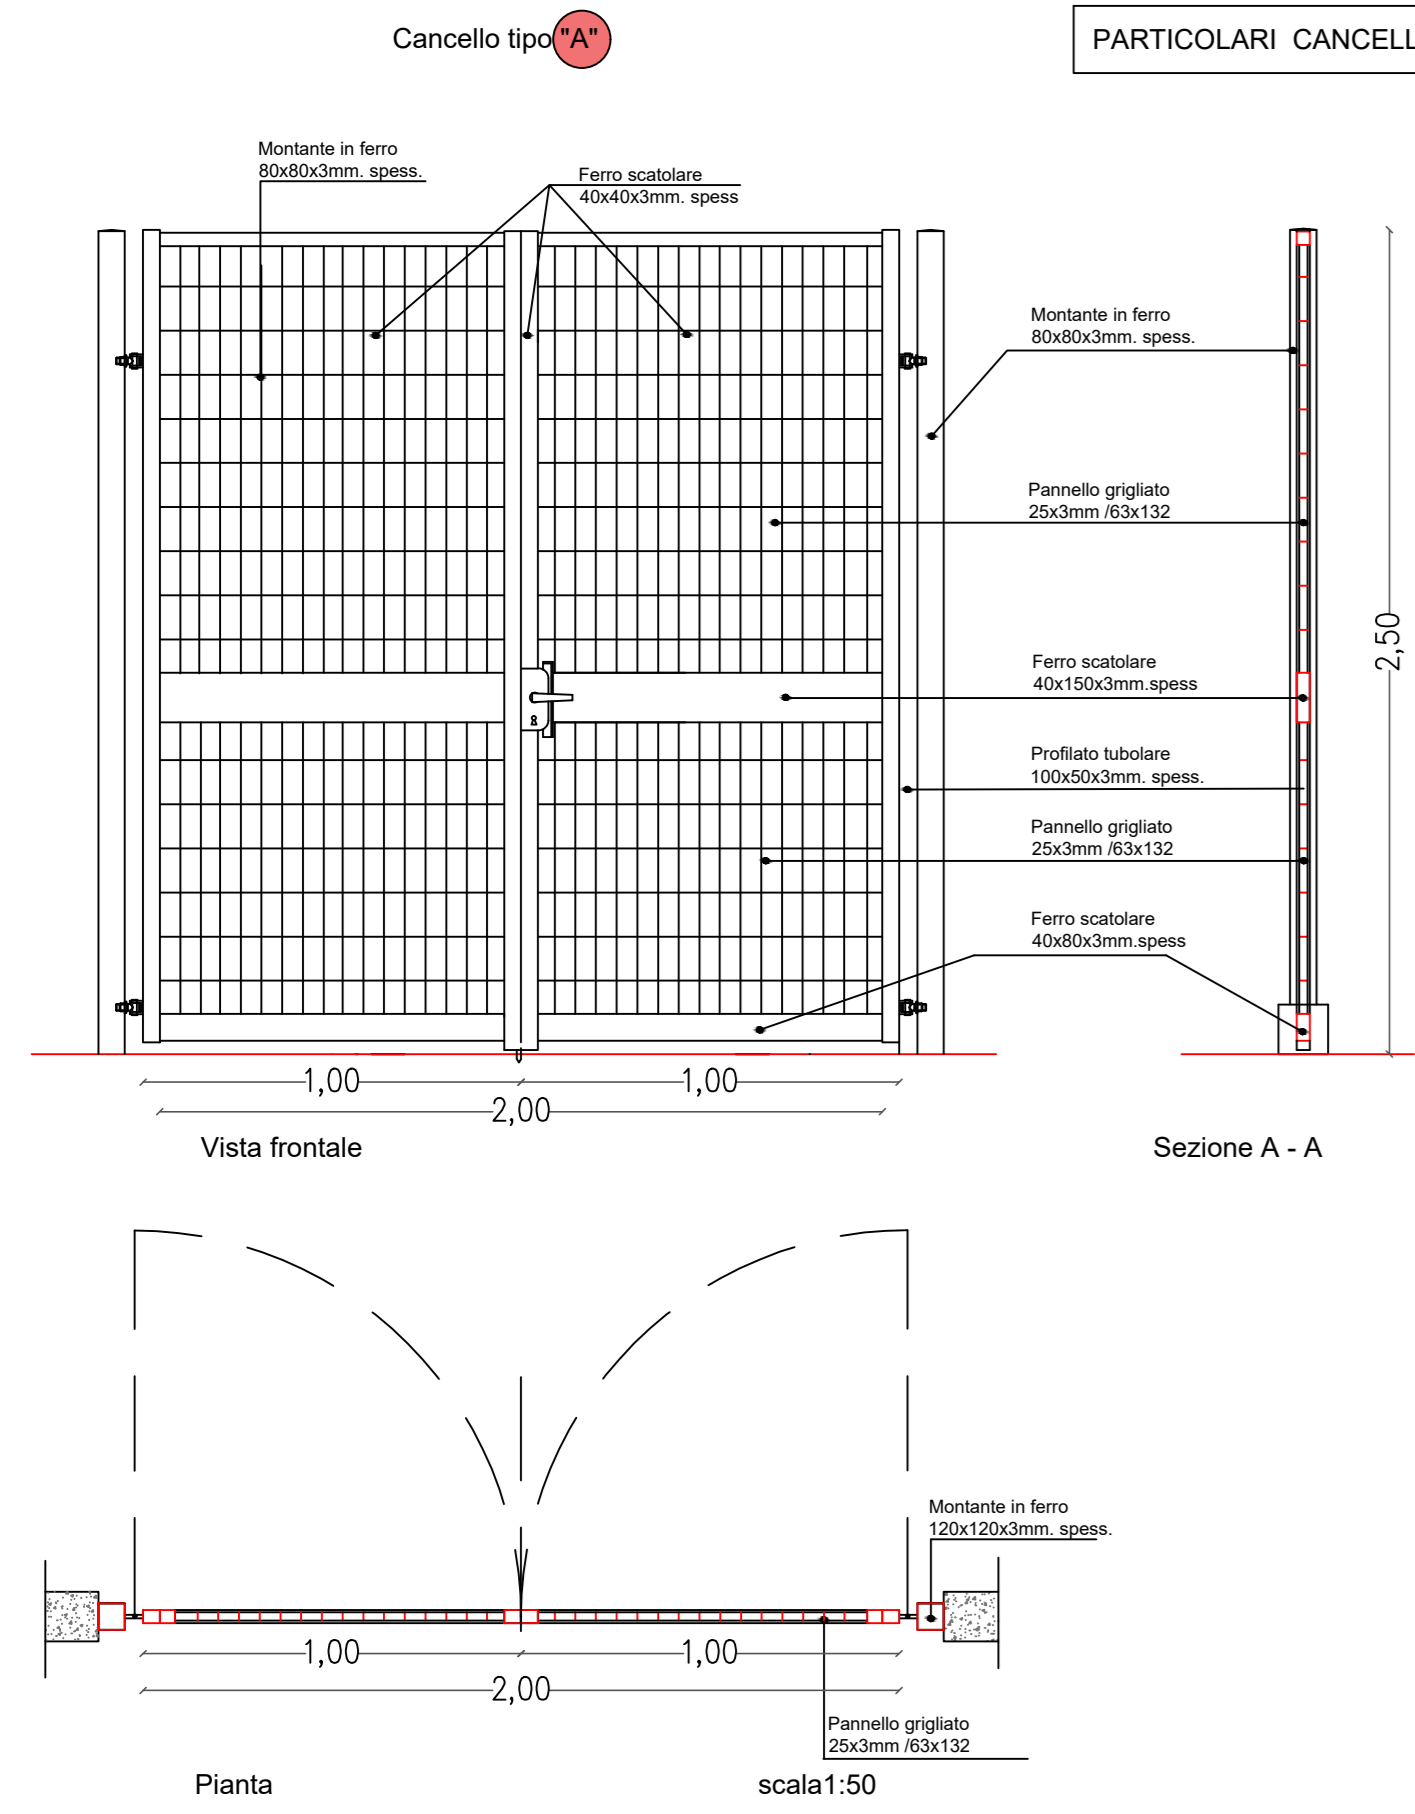 Cancello tipo "A"
PARTICOLARI CANCELL
Montante in ferro
80x80x3mm. spess.
Ferro scatolare
40x40x3mm. spess
Montante in ferro
80x80x3mm. spess.
Pannello grigliato
25x3mm /63x132
2,50
Ferro scatolare
40x150x3mm.spess
Profilato tubolare
100x50x3mm. spess.
Pannello grigliato
25x3mm /63x132
Ferro scatolare
40x80x3mm.spess
1,00 1,00
2,00
Vista frontale
Sezione A - A
Montante in ferro
120x120x3mm. spess.
1,00 1,00
2,00
Pannello grigliato
25x3mm /63x132
Pianta
scala1:50